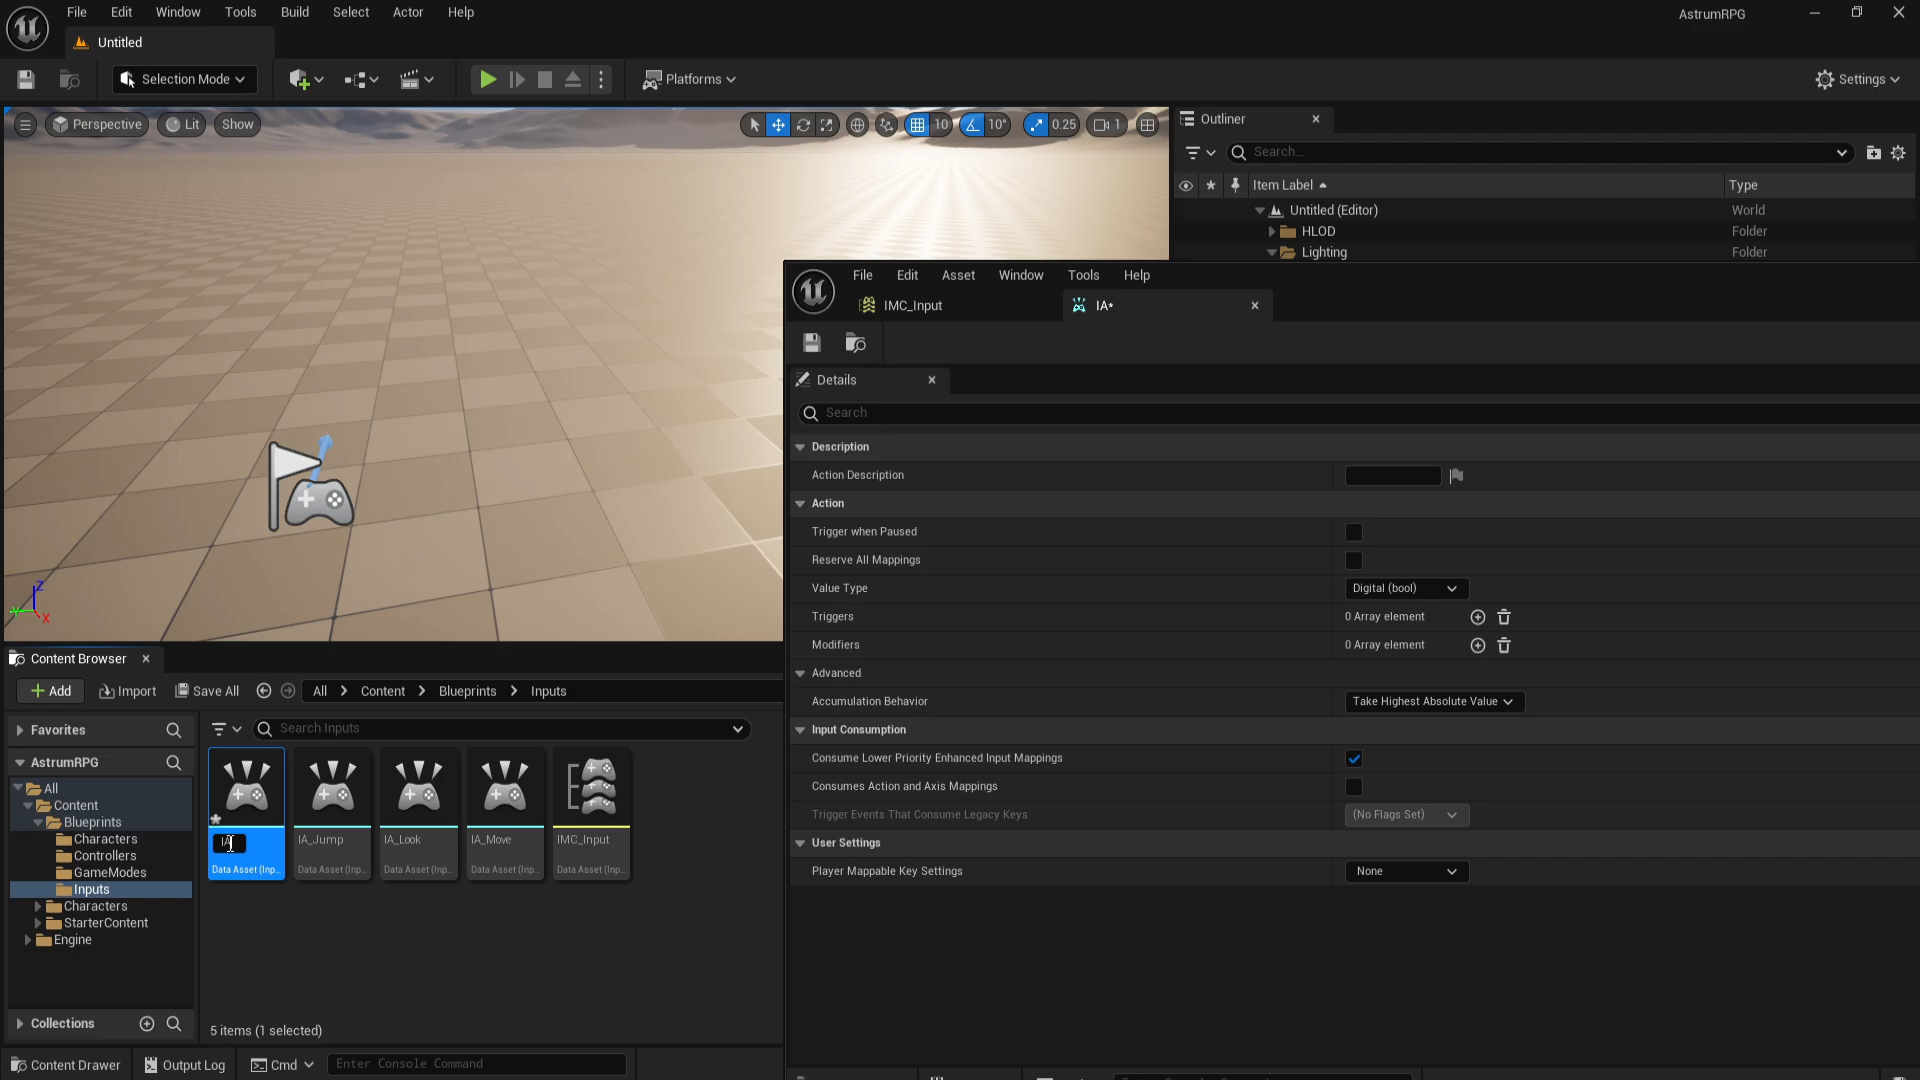 File Edit Window Tools Build Select Actor Help
AstrumRPG
Untitled
Selection Mode
Platforms
Settings
Perspective Lit Show
10 10° 0.25 1
Outliner
Search...
Item Label Type
Untitled (Editor) World
HLOD Folder
Lighting Folder
File Edit Asset Window Tools Help
IMC_Input IA*
Details
Search
Description
Action Description
Action
Trigger when Paused
Reserve All Mappings
Value Type Digital (bool)
Triggers 0 Array element
Modifiers 0 Array element
Advanced
Accumulation Behavior Take Highest Absolute Value
Input Consumption
Consume Lower Priority Enhanced Input Mappings
Consumes Action and Axis Mappings
Trigger Events That Consume Legacy Keys (No Flags Set)
User Settings
Player Mappable Key Settings None
Z
Y
X
Content Browser
Add Import Save All All Content Blueprints Inputs
Favorites
Search Inputs
AstrumRPG
All
Content
Blueprints
Characters
Controllers
GameModes
Inputs
Characters
StarterContent
Engine
IA IA_Jump IA_Look IA_Move IMC_Input
Data Asset (Inp... Data Asset (Inp... Data Asset (Inp... Data Asset (Inp... Data Asset (Inp...
Collections
5 items (1 selected)
Content Drawer Output Log Cmd Enter Console Command